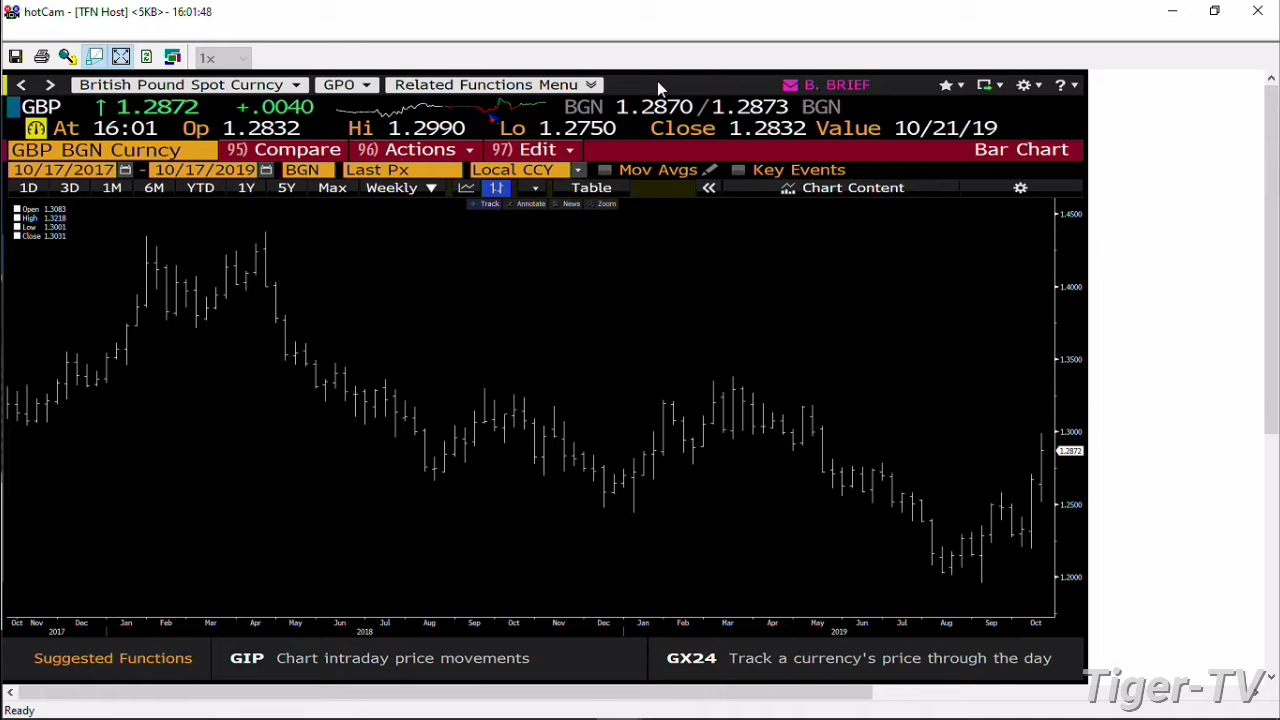 hotCam - [TFN Host] <5KB> - 16:01:48
1x
British Pound Spot Curncy GPO Related Functions Menu B. BRIEF ?
GBP ↑ 1.2872 +.0040 BGN 1.2870/1.2873 BGN
At 16:01 Op 1.2832 Hi 1.2990 Lo 1.2750 Close 1.2832 Value 10/21/19
GBP BGN Curncy 95) Compare 96) Actions 97) Edit Bar Chart
10/17/2017 - 10/17/2019 BGN Last Px Local CCY Mov Avgs Key Events
1D 3D 1M 6M YTD 1Y 5Y Max Weekly ▼ Table « Chart Content
Track Annotate News Zoom
Open 1.3083
High 1.3218
Low 1.3001
Close 1.3031
1.4500
1.4000
1.3500
1.3000
1.2872
1.2500
1.2000
Oct Nov Dec Jan Feb Mar Apr May Jun Jul Aug Sep Oct Nov Dec Jan Feb Mar Apr May Jun Jul Aug Sep Oct
2017 2018 2019
Suggested Functions GIP Chart intraday price movements GX24 Track a currency's price through the day
Tiger-TV
Ready